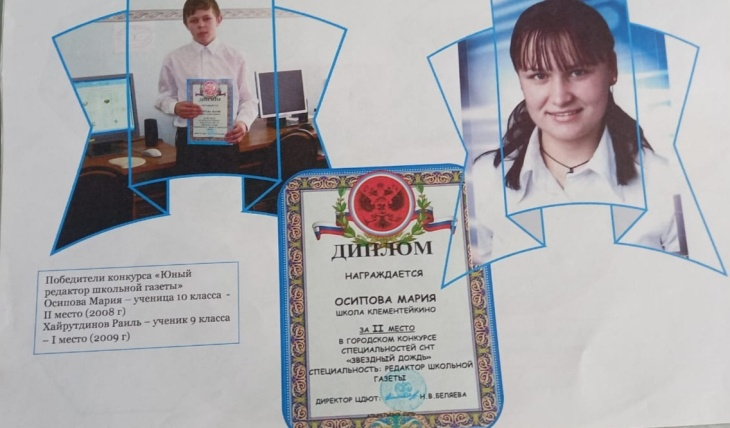 ДИПЛОМ
Победители конкурса «Юный
редактор школьной газеты»
Осипова Мария – ученица 10 класса -
II место (2008 г)
Хайрутдинов Раиль – ученик 9 класса
– I место (2009 г)
ДИПЛОМ
НАГРАЖДАЕТСЯ
ОСИПОВА МАРИЯ
ШКОЛА КЛЕМЕНТЕЙКИНО
ЗА II МЕСТО
В ГОРОДСКОМ КОНКУРСЕ
СПЕЦИАЛЬНОСТЕЙ СНТ
«ЗВЕЗДНЫЙ ДОЖДЬ»
СПЕЦИАЛЬНОСТЬ: РЕДАКТОР ШКОЛЬНОЙ
ГАЗЕТЫ
ДИРЕКТОР ЦДЮТ: Н.В.БЕЛЯЕВА